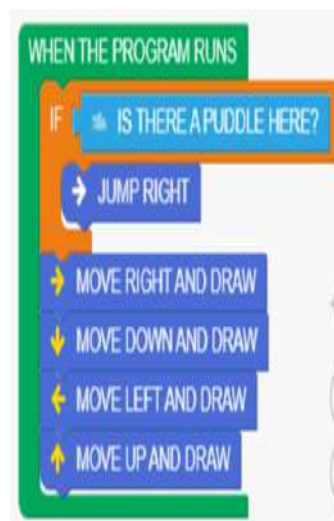 WHEN THE PROGRAM RUNS
IF IS THERE A PUDDLE HERE?
JUMP RIGHT
MOVE RIGHT AND DRAW
MOVE DOWN AND DRAW
MOVE LEFT AND DRAW
MOVE UP AND DRAW